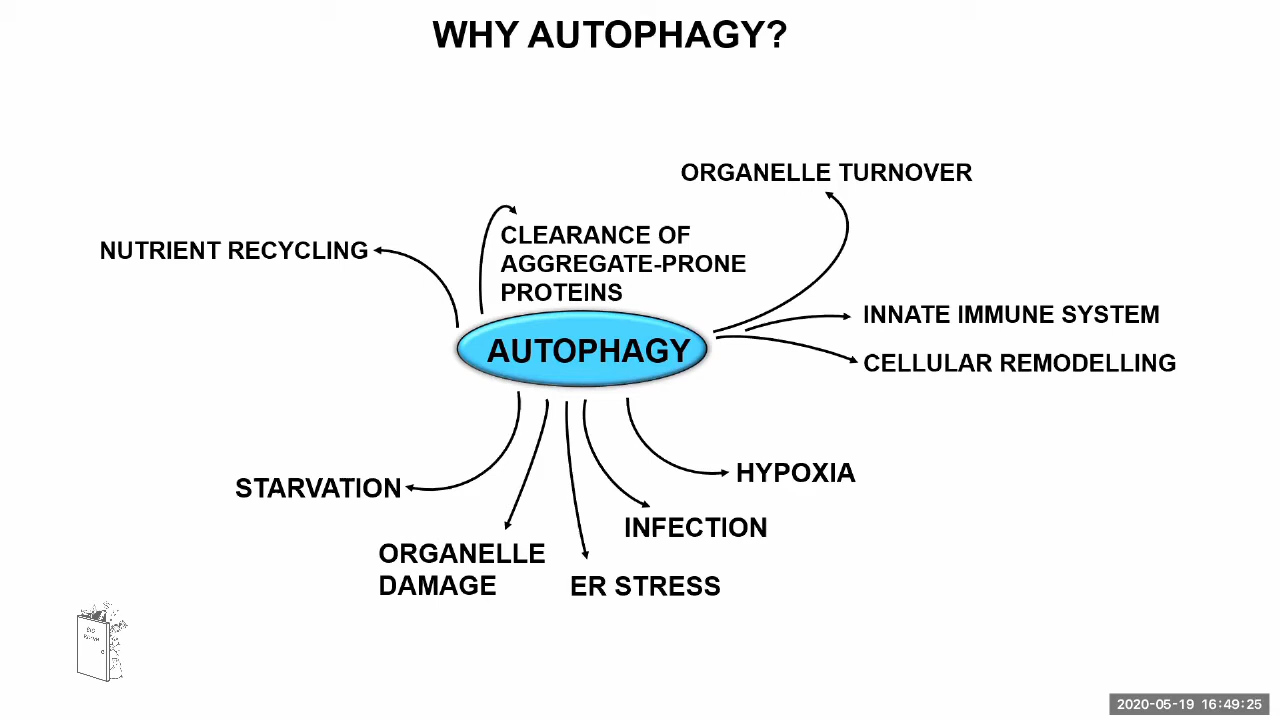 WHY AUTOPHAGY?
ORGANELLE TURNOVER
CLEARANCE OF
AGGREGATE-PRONE
PROTEINS
NUTRIENT RECYCLING
INNATE IMMUNE SYSTEM
AUTOPHAGY
CELLULAR REMODELLING
HYPOXIA
STARVATION
INFECTION
ORGANELLE
DAMAGE
ER STRESS
2020-05-19 16:49:25